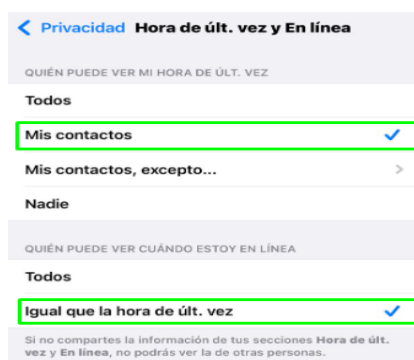 Privacidad Hora de últ. vez y En línea
QUIÉN PUEDE VER MI HORA DE ÚLT. VEZ
Todos
Mis contactos
Mis contactos, excepto...
Nadie
QUIÉN PUEDE VER CUÁNDO ESTOY EN LÍNEA
Todos
Igual que la hora de últ. vez
Si no compartes la información de tus secciones Hora de últ.
vez y En línea, no podrás ver la de otras personas.